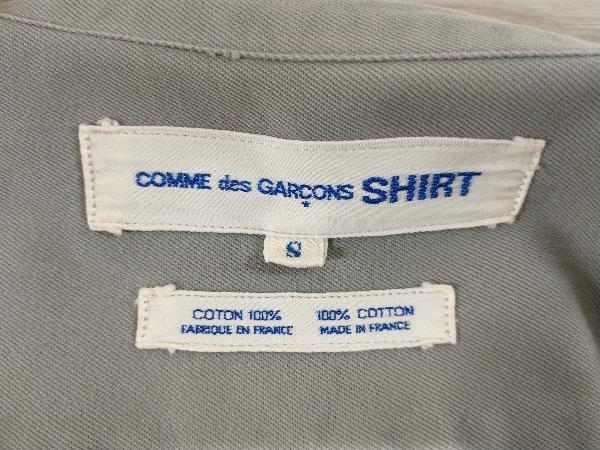 COMME des GARÇONS SHIRT
S
COTON 100% 100% COTTON
FABRIQUE EN FRANCE MADE IN FRANCE